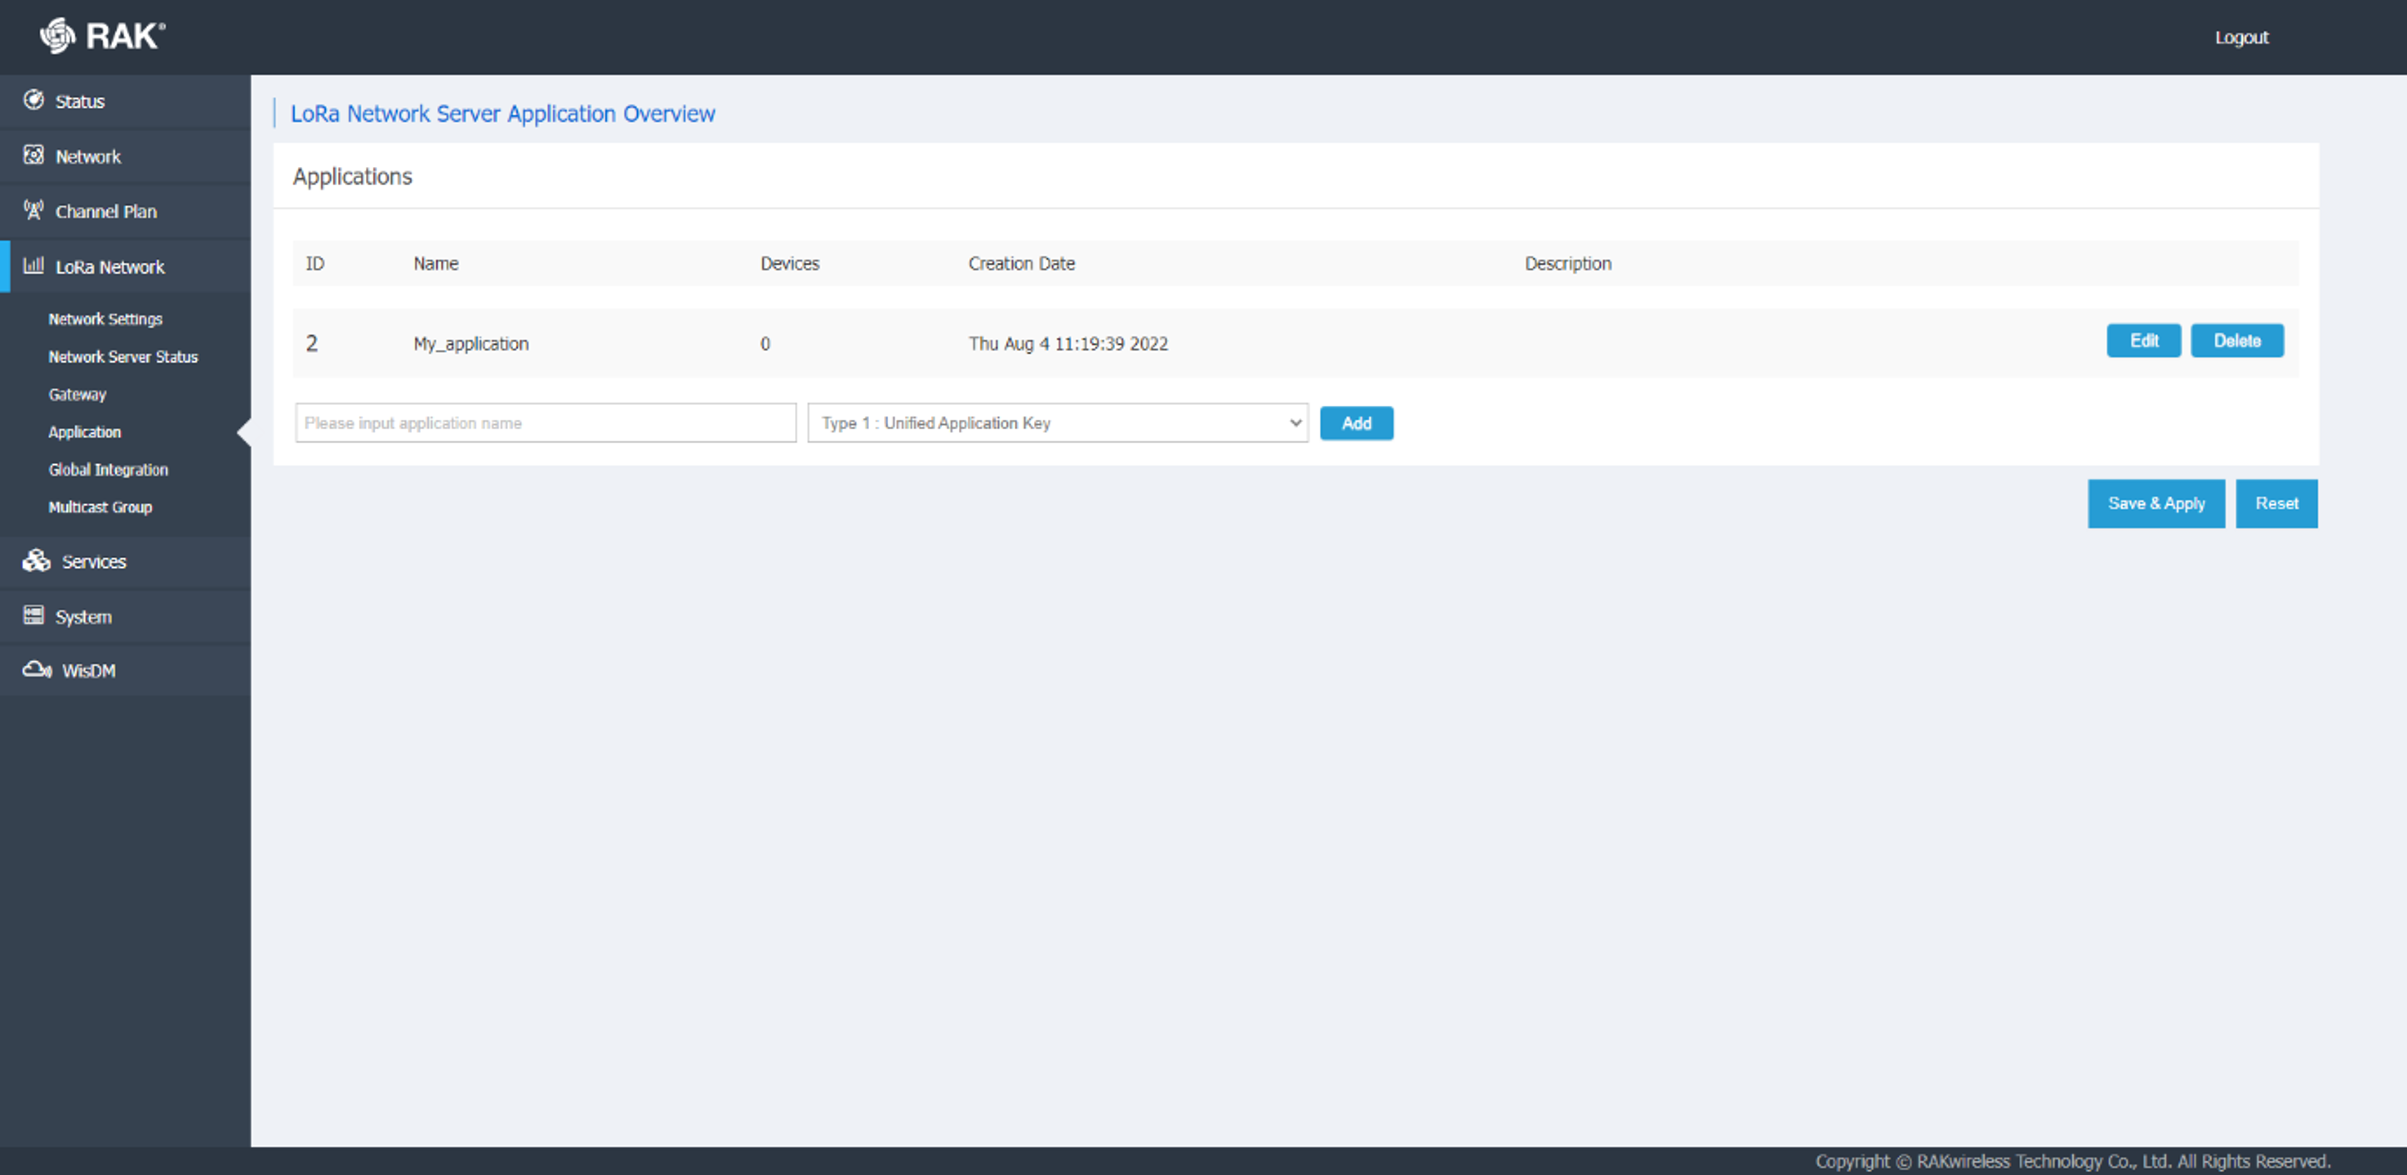 RAK®
Logout
Status
Network
Channel Plan
LoRa Network
Network Settings
Network Server Status
Gateway
Application
Global Integration
Multicast Group
Services
System
WisDM
LoRa Network Server Application Overview
Applications
ID Name Devices Creation Date Description
2 My_application 0 Thu Aug 4 11:19:39 2022 Edit Delete
Please input application name Type 1 : Unified Application Key Add
Save & Apply Reset
Copyright © RAKwireless Technology Co., Ltd. All Rights Reserved.